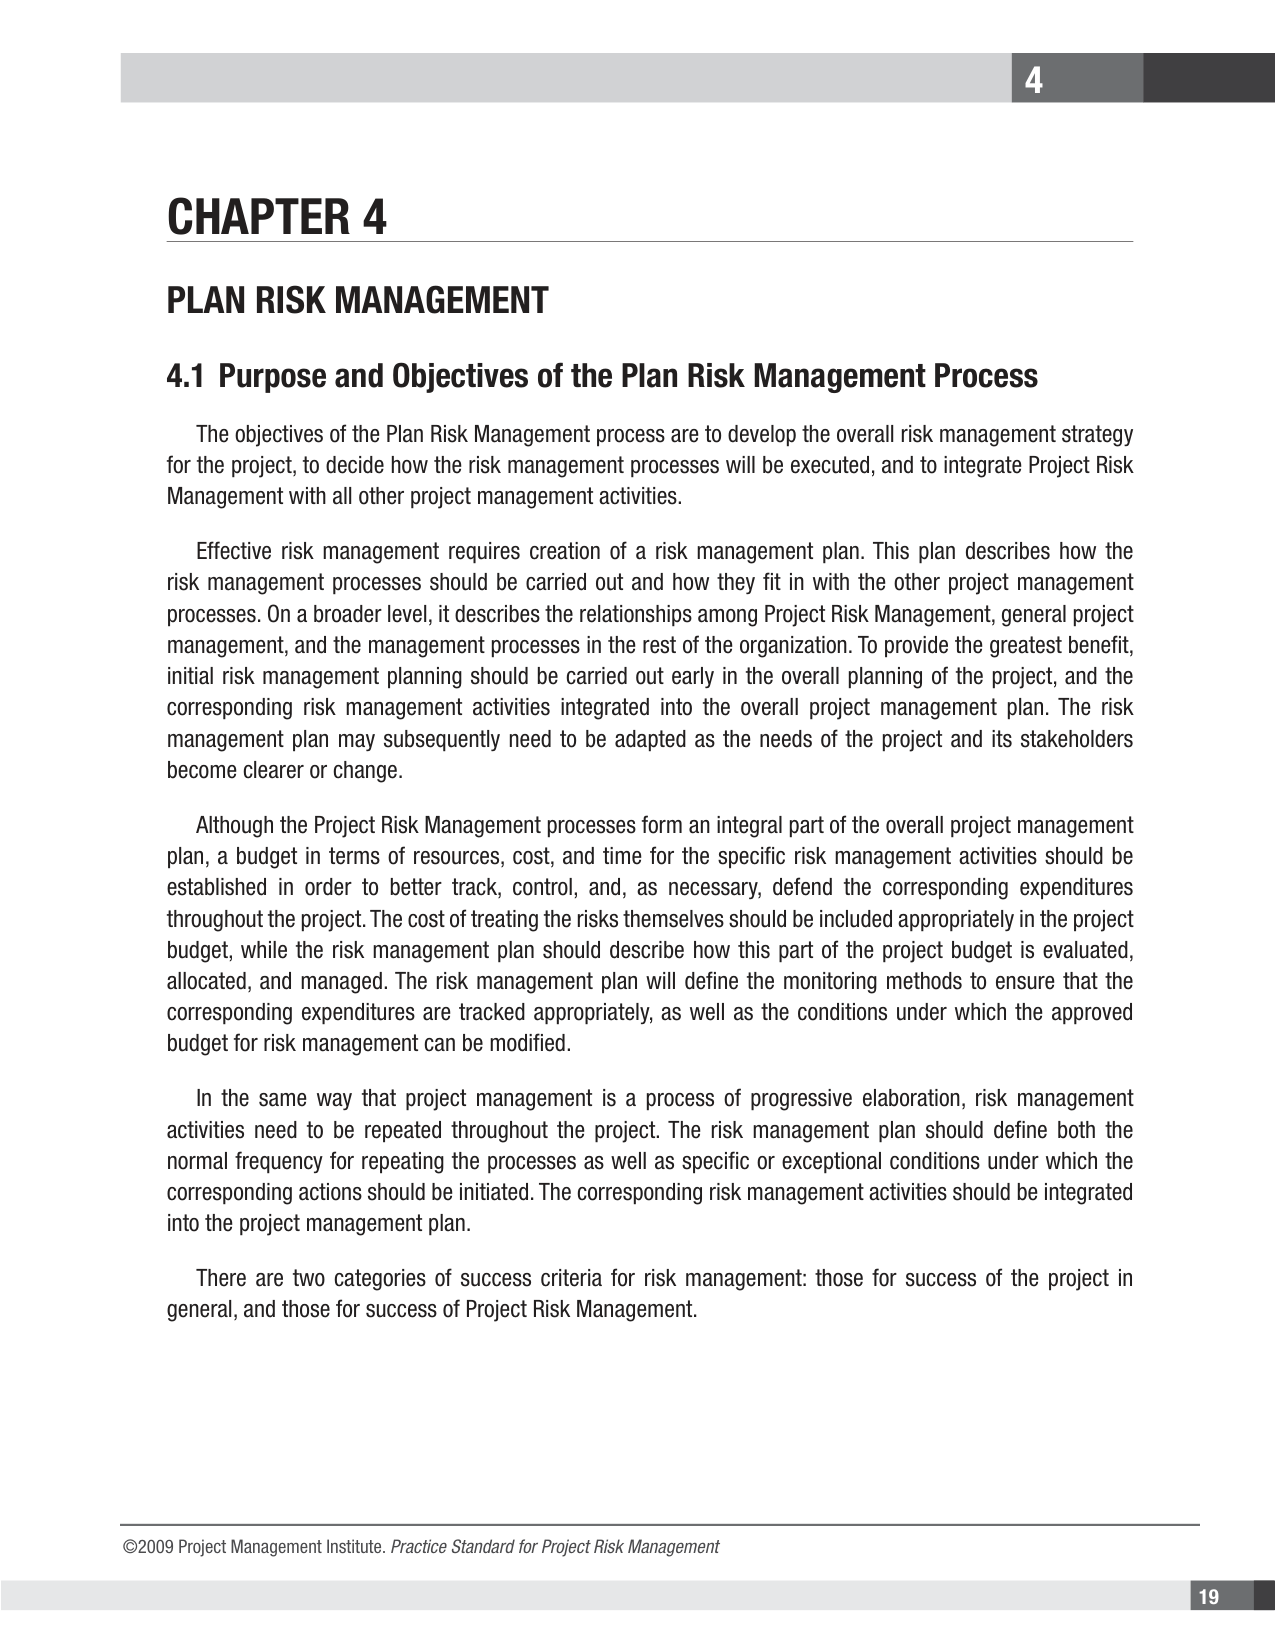 4
CHAPTER 4
PLAN RISK MANAGEMENT
4.1 Purpose and Objectives of the Plan Risk Management Process
The objectives of the Plan Risk Management process are to develop the overall risk management strategy
for the project, to decide how the risk management processes will be executed, and to integrate Project Risk
Management with all other project management activities.
Effective risk management requires creation of a risk management plan. This plan describes how the
risk management processes should be carried out and how they fit in with the other project management
processes. On a broader level, it describes the relationships among Project Risk Management, general project
management, and the management processes in the rest of the organization. To provide the greatest benefit,
initial risk management planning should be carried out early in the overall planning of the project, and the
corresponding risk management activities integrated into the overall project management plan. The risk
management plan may subsequently need to be adapted as the needs of the project and its stakeholders
become clearer or change.
Although the Project Risk Management processes form an integral part of the overall project management
plan, a budget in terms of resources, cost, and time for the specific risk management activities should be
established in order to better track, control, and, as necessary, defend the corresponding expenditures
throughout the project. The cost of treating the risks themselves should be included appropriately in the project
budget, while the risk management plan should describe how this part of the project budget is evaluated,
allocated, and managed. The risk management plan will define the monitoring methods to ensure that the
corresponding expenditures are tracked appropriately, as well as the conditions under which the approved
budget for risk management can be modified.
In the same way that project management is a process of progressive elaboration, risk management
activities need to be repeated throughout the project. The risk management plan should define both the
normal frequency for repeating the processes as well as specific or exceptional conditions under which the
corresponding actions should be initiated. The corresponding risk management activities should be integrated
into the project management plan.
There are two categories of success criteria for risk management: those for success of the project in
general, and those for success of Project Risk Management.
©2009 Project Management Institute. Practice Standard for Project Risk Management
19